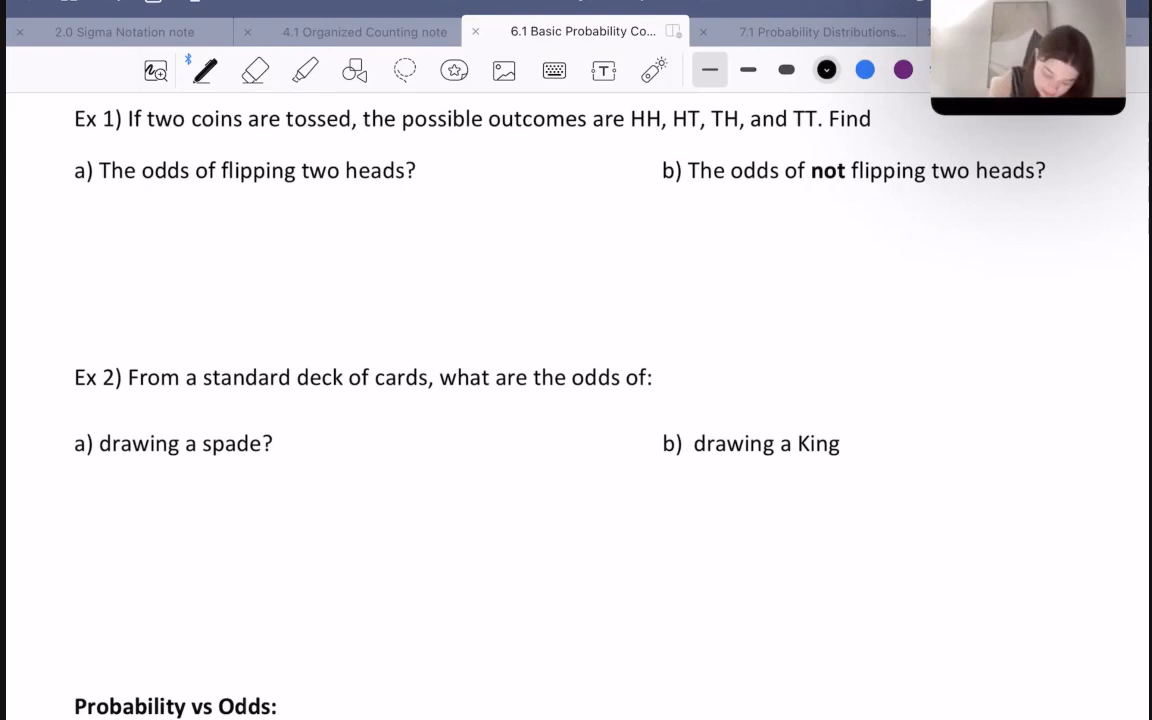 2.0 Sigma Notation note
4.1 Organized Counting note
6.1 Basic Probability Co...
7.1 Probability Distributions...
T
Ex 1) If two coins are tossed, the possible outcomes are HH, HT, TH, and TT. Find
a) The odds of flipping two heads?
b) The odds of not flipping two heads?
Ex 2) From a standard deck of cards, what are the odds of:
a) drawing a spade?
b) drawing a King
Probability vs Odds: